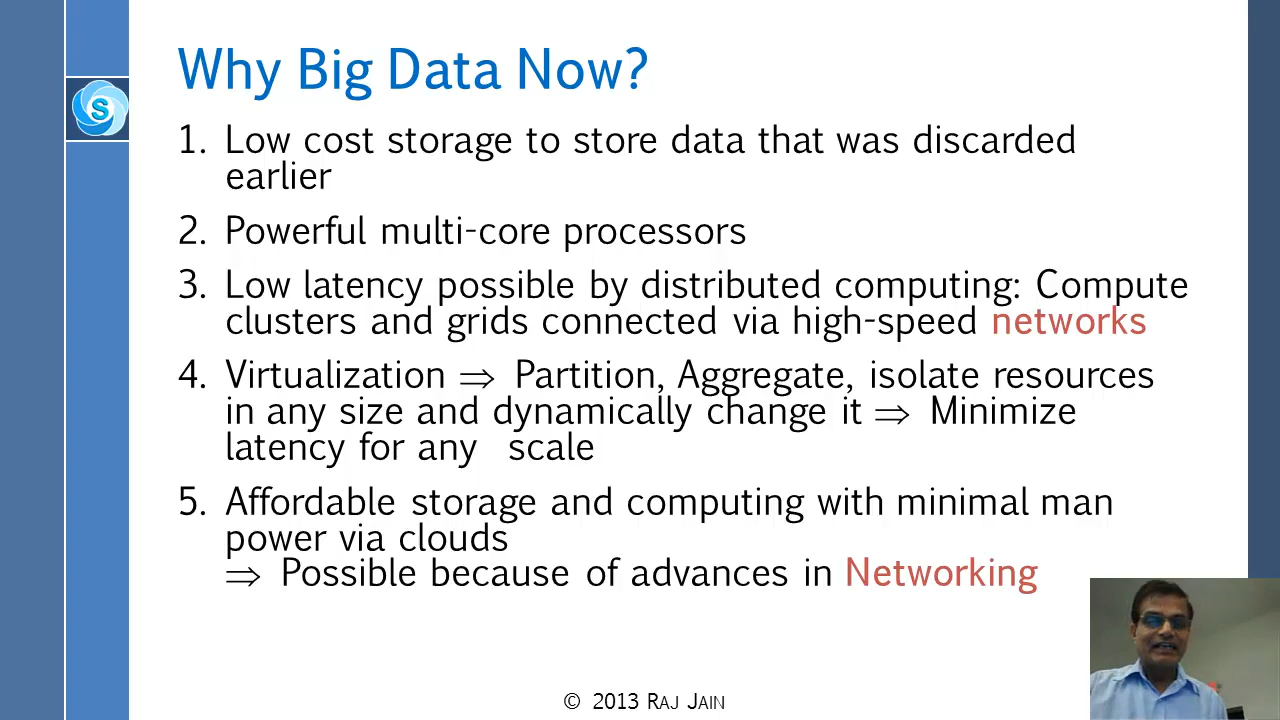 Why Big Data Now?
S
1. Low cost storage to store data that was discarded
earlier
2. Powerful multi-core processors
3. Low latency possible by distributed computing: Compute
clusters and grids connected via high-speed networks
4. Virtualization ⇒ Partition, Aggregate, isolate resources
in any size and dynamically change it ⇒ Minimize
latency for any scale
5. Affordable storage and computing with minimal man
power via clouds
⇒ Possible because of advances in Networking
© 2013 RAJ JAIN